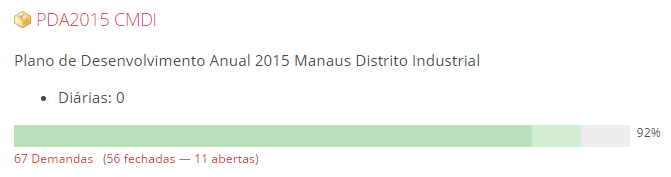 PDA2015 CMDI
Plano de Desenvolvimento Anual 2015 Manaus Distrito Industrial
• Diárias: 0
92%
67 Demandas (56 fechadas — 11 abertas)